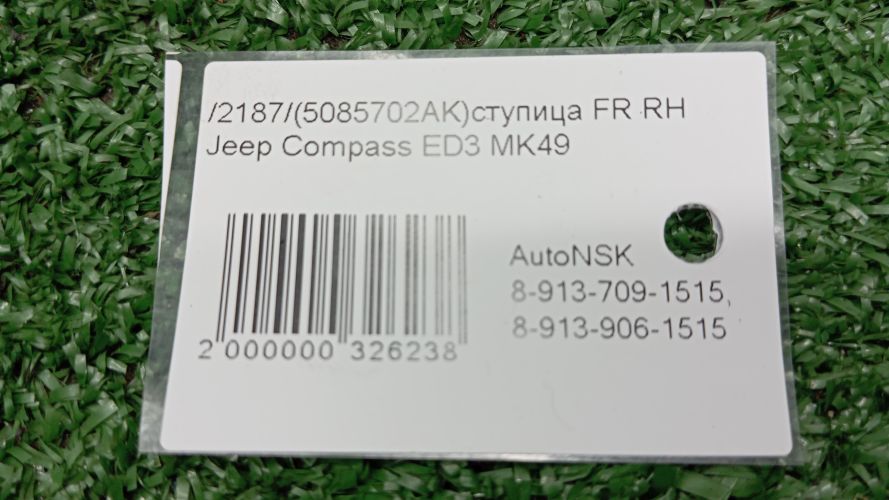 /2187/(5085702AK)ступица FR RH
Jeep Compass ED3 MK49
AutoNSK
8-913-709-1515,
8-913-906-1515
2 000000 326238